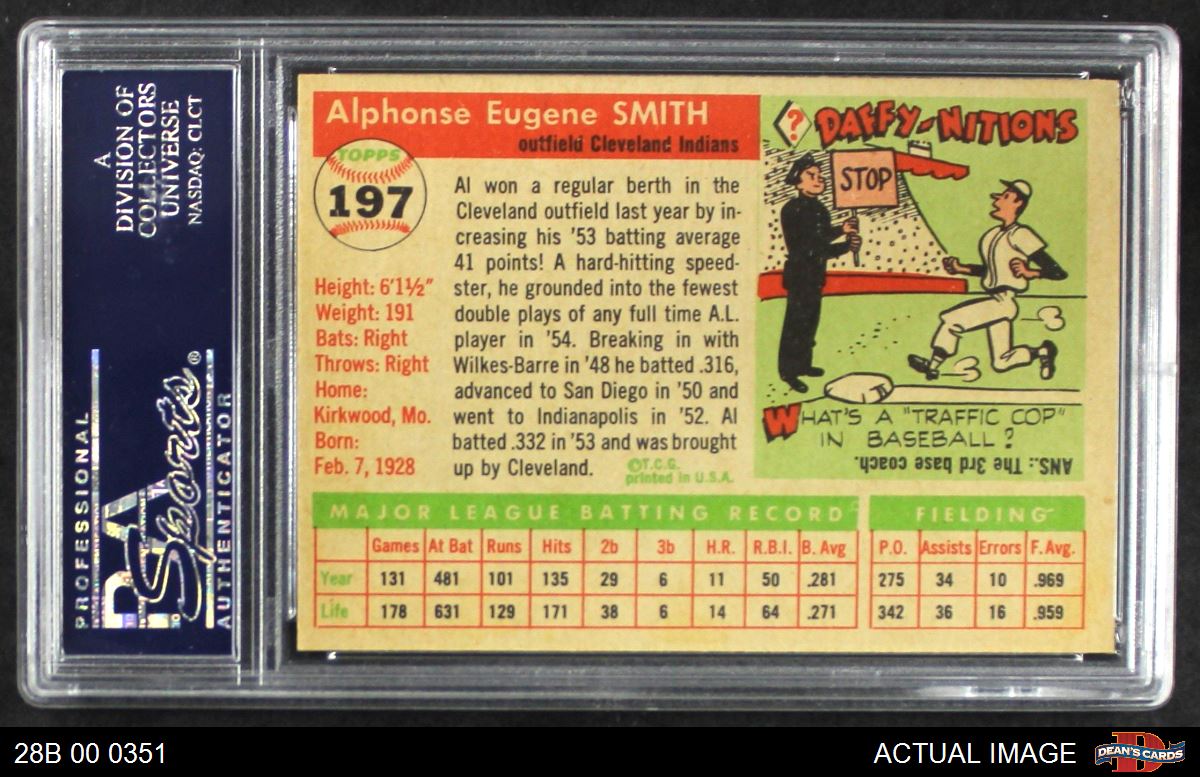 A
DIVISION OF
COLLECTORS
UNIVERSE
NASDAQ: CLCT
PROFESSIONAL
PSA
Sports®
AUTHENTICATOR
Alphonse Eugene SMITH
outfield Cleveland Indians
TOPPS
197
Height: 6'1½"
Weight: 191
Bats: Right
Throws: Right
Home:
Kirkwood, Mo.
Born:
Feb. 7, 1928
Al won a regular berth in the
Cleveland outfield last year by in-
creasing his '53 batting average
41 points! A hard-hitting speed-
ster, he grounded into the fewest
double plays of any full time A.L.
player in '54. Breaking in with
Wilkes-Barre in '48 he batted .316,
advanced to San Diego in '50 and
went to Indianapolis in '52. Al
batted .332 in '53 and was brought
up by Cleveland.
©T.C.G.
printed in U.S.A.
? DAFFY-NITIONS
STOP
WHAT'S A "TRAFFIC COP"
IN BASEBALL?
ANS.: The 3rd base coach.
MAJOR LEAGUE BATTING RECORD FIELDING
Games At Bat Runs Hits 2b 3b H.R. R.B.I. B. Avg P.O. Assists Errors F. Avg.
Year 131 481 101 135 29 6 11 50 .281 275 34 10 .969
Life 178 631 129 171 38 6 14 64 .271 342 36 16 .959
28B 00 0351
ACTUAL IMAGE
DEAN'S CARDS